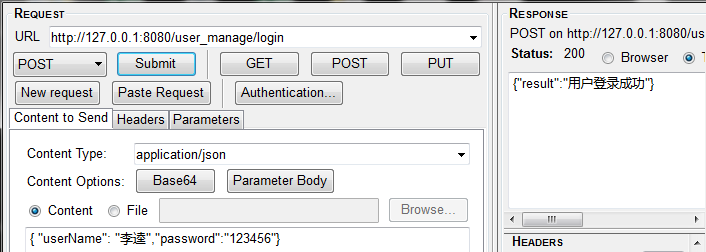 REQUEST
URL http://127.0.0.1:8080/user_manage/login
POST Submit GET POST PUT
New request Paste Request Authentication...
Content to Send Headers Parameters
Content Type: application/json
Content Options: Base64 Parameter Body
Content File Browse...
{ "userName": "李逵","password":"123456"}
RESPONSE
POST on http://127.0.0.1:8080/us
Status: 200 Browser T
{"result":"用户登录成功"}
HEADERS